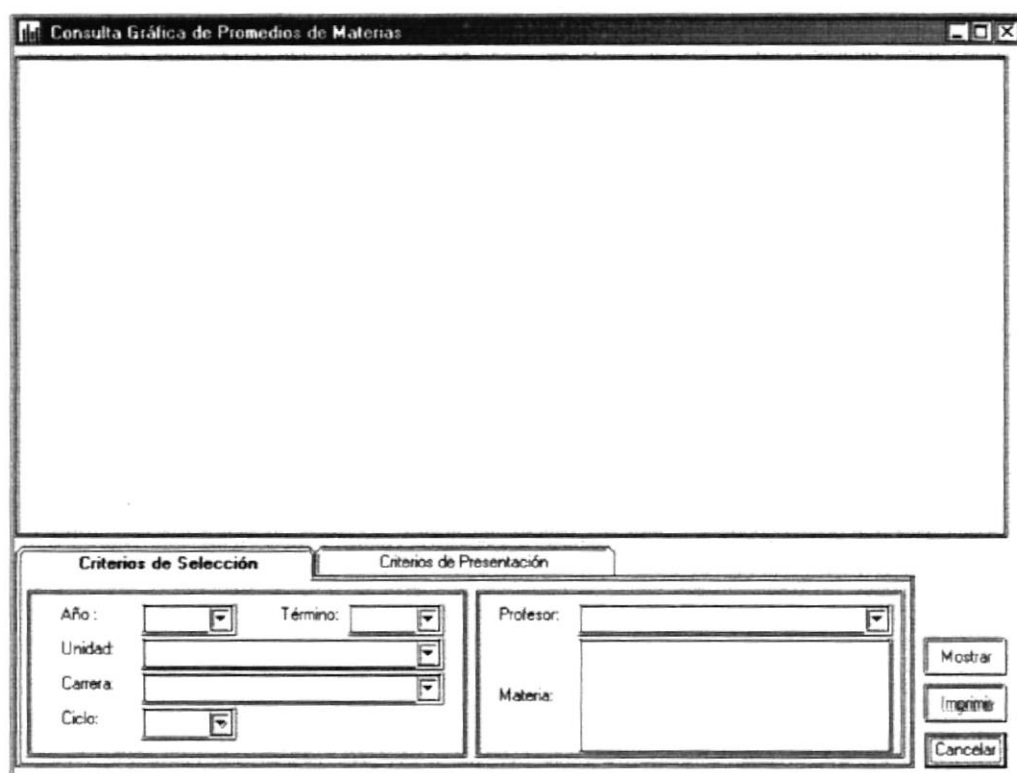 Consulta Gráfica de Promedios de Materias
Criterios de Selección
Criterios de Presentación
Año :
Término:
Profesor:
Unidad:
Carrera:
Materia:
Ciclo:
Mostrar
Imprimir
Cancelar